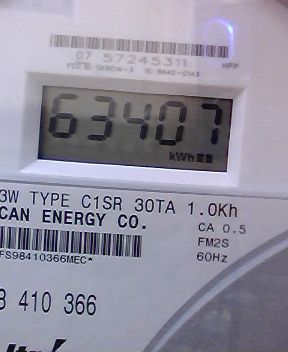 07 57245311
HPP
63407
kWh
3W TYPE C1SR 30TA 1.0Kh
CAN ENERGY CO.
CA 0.5
FM2S
60Hz
FS98410366MEC*
410 366